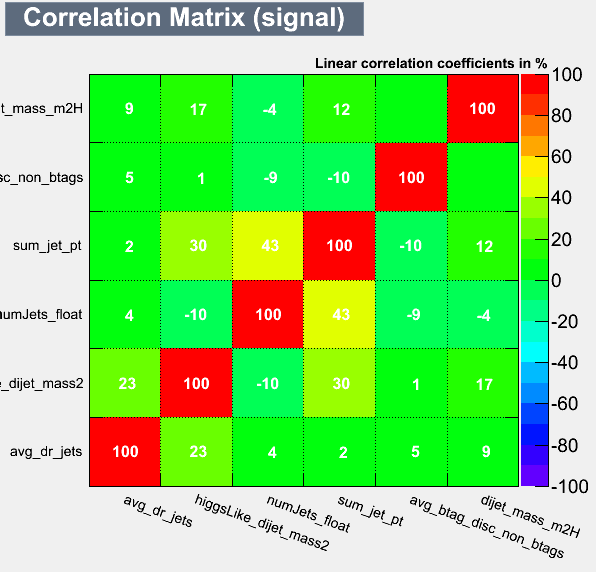 Correlation Matrix (signal)
Linear correlation coefficients in %
t_mass_m2H 9 17 -4 12 100
sc_non_btags 5 1 -9 -10 100
sum_jet_pt 2 30 43 100 -10 12
numJets_float 4 -10 100 43 -9 -4
e_dijet_mass2 23 100 -10 30 1 17
avg_dr_jets 100 23 4 2 5 9
avg_dr_jets
higgsLike_dijet_mass2
numJets_float
sum_jet_pt
avg_btag_disc_non_btags
dijet_mass_m2H
100
80
60
40
20
0
-20
-40
-60
-80
-100